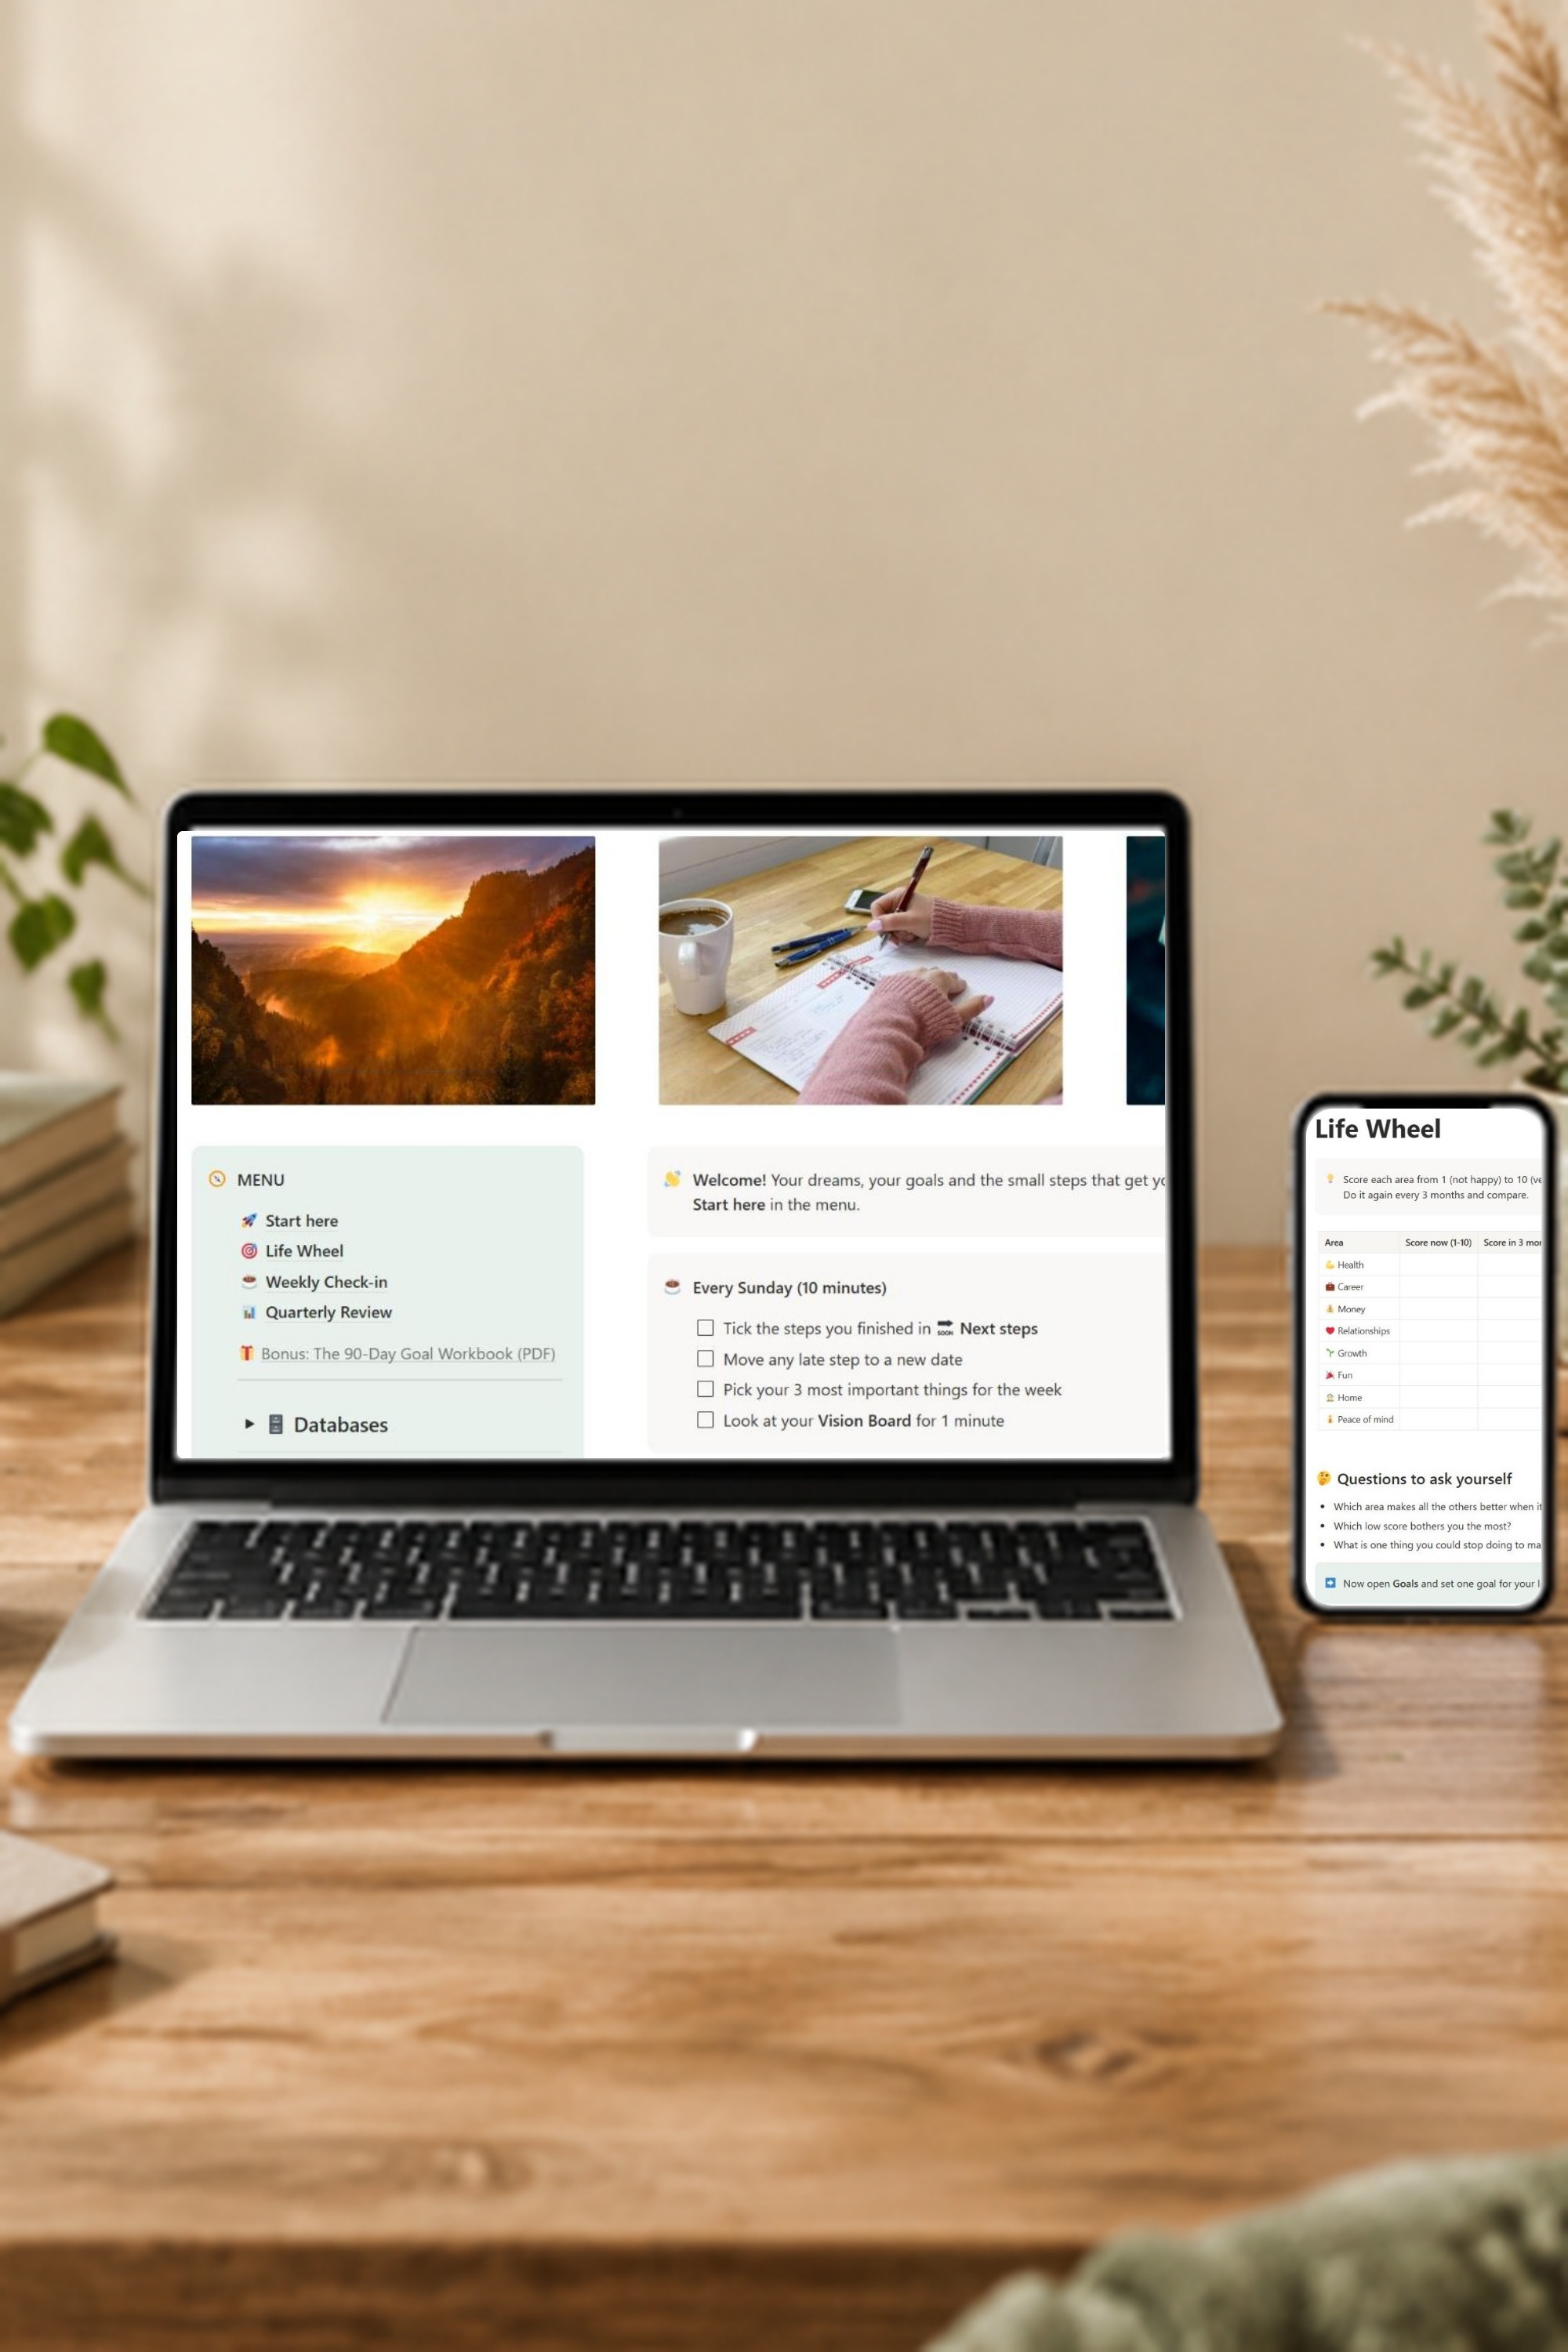 MENU
Start here
Life Wheel
Weekly Check-in
Quarterly Review
Bonus: The 90-Day Goal Workbook (PDF)
Databases
Welcome! Your dreams, your goals and the small steps that get yo
Start here in the menu.
Every Sunday (10 minutes)
Tick the steps you finished in SOON Next steps
Move any late step to a new date
Pick your 3 most important things for the week
Look at your Vision Board for 1 minute
Life Wheel
Score each area from 1 (not happy) to 10 (ve
Do it again every 3 months and compare.
Area Score now (1-10) Score in 3 mon
Health
Career
Money
Relationships
Growth
Fun
Home
Peace of mind
Questions to ask yourself
• Which area makes all the others better when it
• Which low score bothers you the most?
• What is one thing you could stop doing to ma
Now open Goals and set one goal for your l